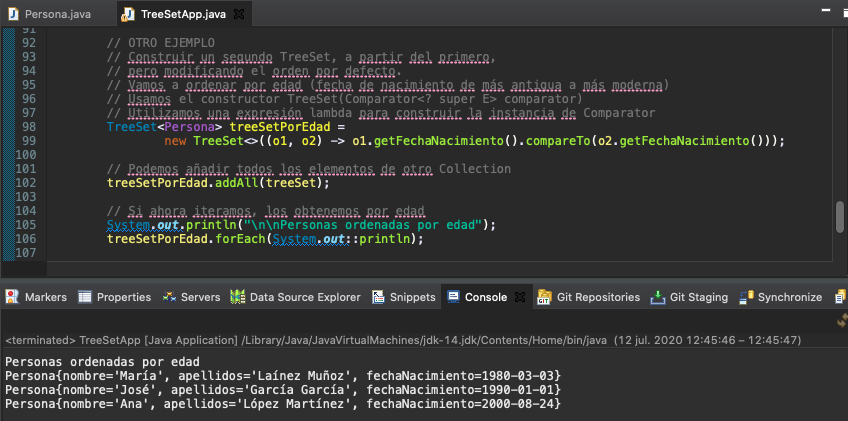 Persona.java
TreeSetApp.java
91
92 // OTRO EJEMPLO
93 // Construir un segundo TreeSet, a partir del primero,
94 // pero modificando el orden por defecto.
95 // Vamos a ordenar por edad (fecha de nacimiento de más antigua a más moderna)
96 // Usamos el constructor TreeSet(Comparator<? super E> comparator)
97 // Utilizamos una expresión lambda para construir la instancia de Comparator
98 TreeSet<Persona> treeSetPorEdad =
99 new TreeSet<>((o1, o2) -> o1.getFechaNacimiento().compareTo(o2.getFechaNacimiento()));
100
101 // Podemos añadir todos los elementos de otro Collection
102 treeSetPorEdad.addAll(treeSet);
103
104 // Si ahora iteramos, los obtenemos por edad
105 System.out.println("\n\nPersonas ordenadas por edad");
106 treeSetPorEdad.forEach(System.out::println);
107
Markers Properties Servers Data Source Explorer Snippets Console Git Repositories Git Staging Synchronize
<terminated> TreeSetApp [Java Application] /Library/Java/JavaVirtualMachines/jdk-14.jdk/Contents/Home/bin/java (12 jul. 2020 12:45:46 – 12:45:47)
Personas ordenadas por edad
Persona{nombre='María', apellidos='Laínez Muñoz', fechaNacimiento=1980-03-03}
Persona{nombre='José', apellidos='García García', fechaNacimiento=1990-01-01}
Persona{nombre='Ana', apellidos='López Martínez', fechaNacimiento=2000-08-24}